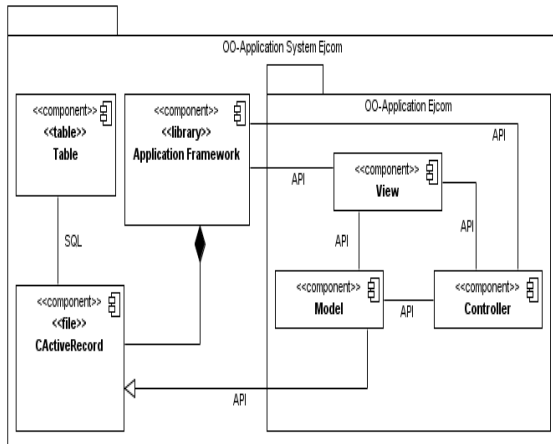 OO-Application System Ejcom
<<component>>
<<table>>
Table
<<component>>
<<library>>
Application Framework
OO-Application Ejcom
API
API
<<component>>
View
SQL
API
API
<<component>>
<<file>>
CActiveRecord
<<component>>
Model
API
<<component>>
Controller
API